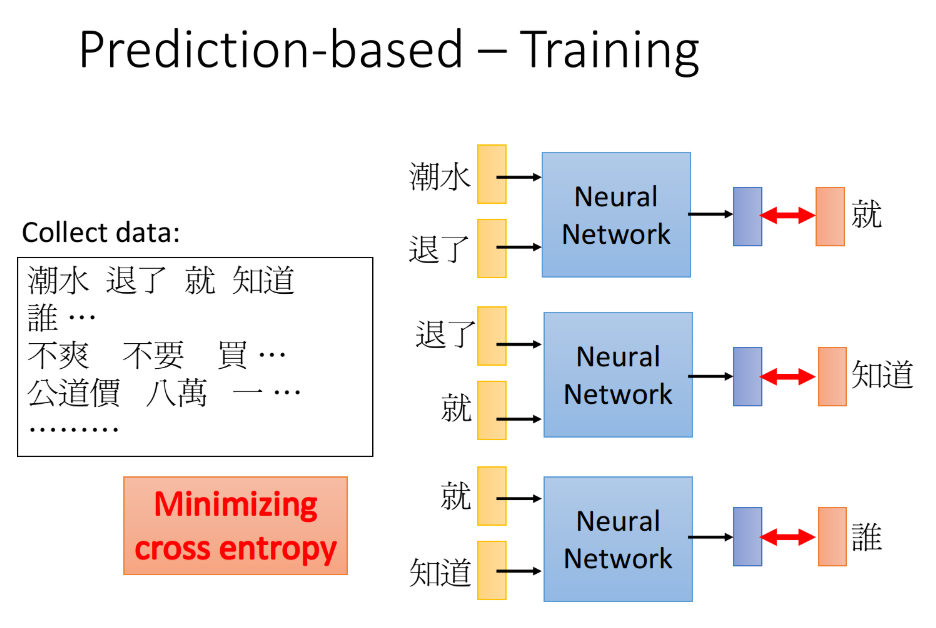 Prediction-based – Training
Collect data:
潮水 退了 就 知道
誰 …
不爽 不要 買 …
公道價 八萬 一 …
………
Minimizing
cross entropy
潮水
退了
Neural
Network
就
退了
就
Neural
Network
知道
就
知道
Neural
Network
誰